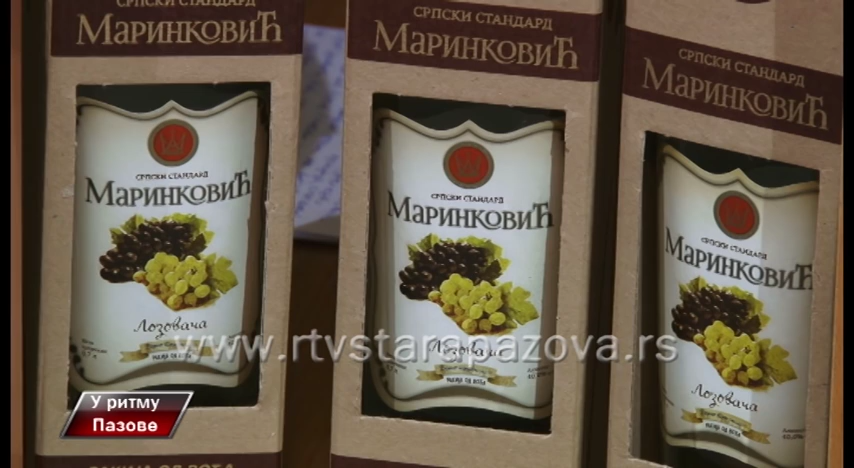 СРПСКИ СТАНДАРД
МАРИНКОВИЋ
СРПСКИ СТАНДАРД
МАРИНКОВИЋ
Лозовача
СРПСКИ СТАНДАРД
МАРИНКОВИЋ
СРПСКИ СТАНДАРД
МАРИНКОВИЋ
Лозовача
СРПСКИ СТАНДАРД
МАРИНКОВИЋ
СРПСКИ СТАНДАРД
МАРИНКОВИЋ
Лозовача
www.rtvstarapazova.rs
У ритму
Пазове